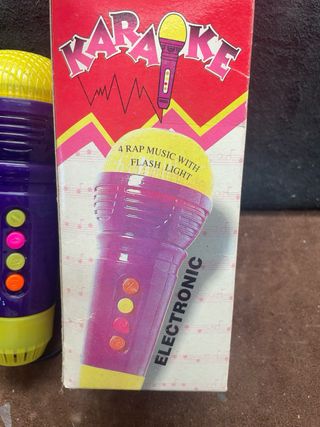 KARAOKE
4 RAP MUSIC WITH
FLASH LIGHT
ELECTRONIC